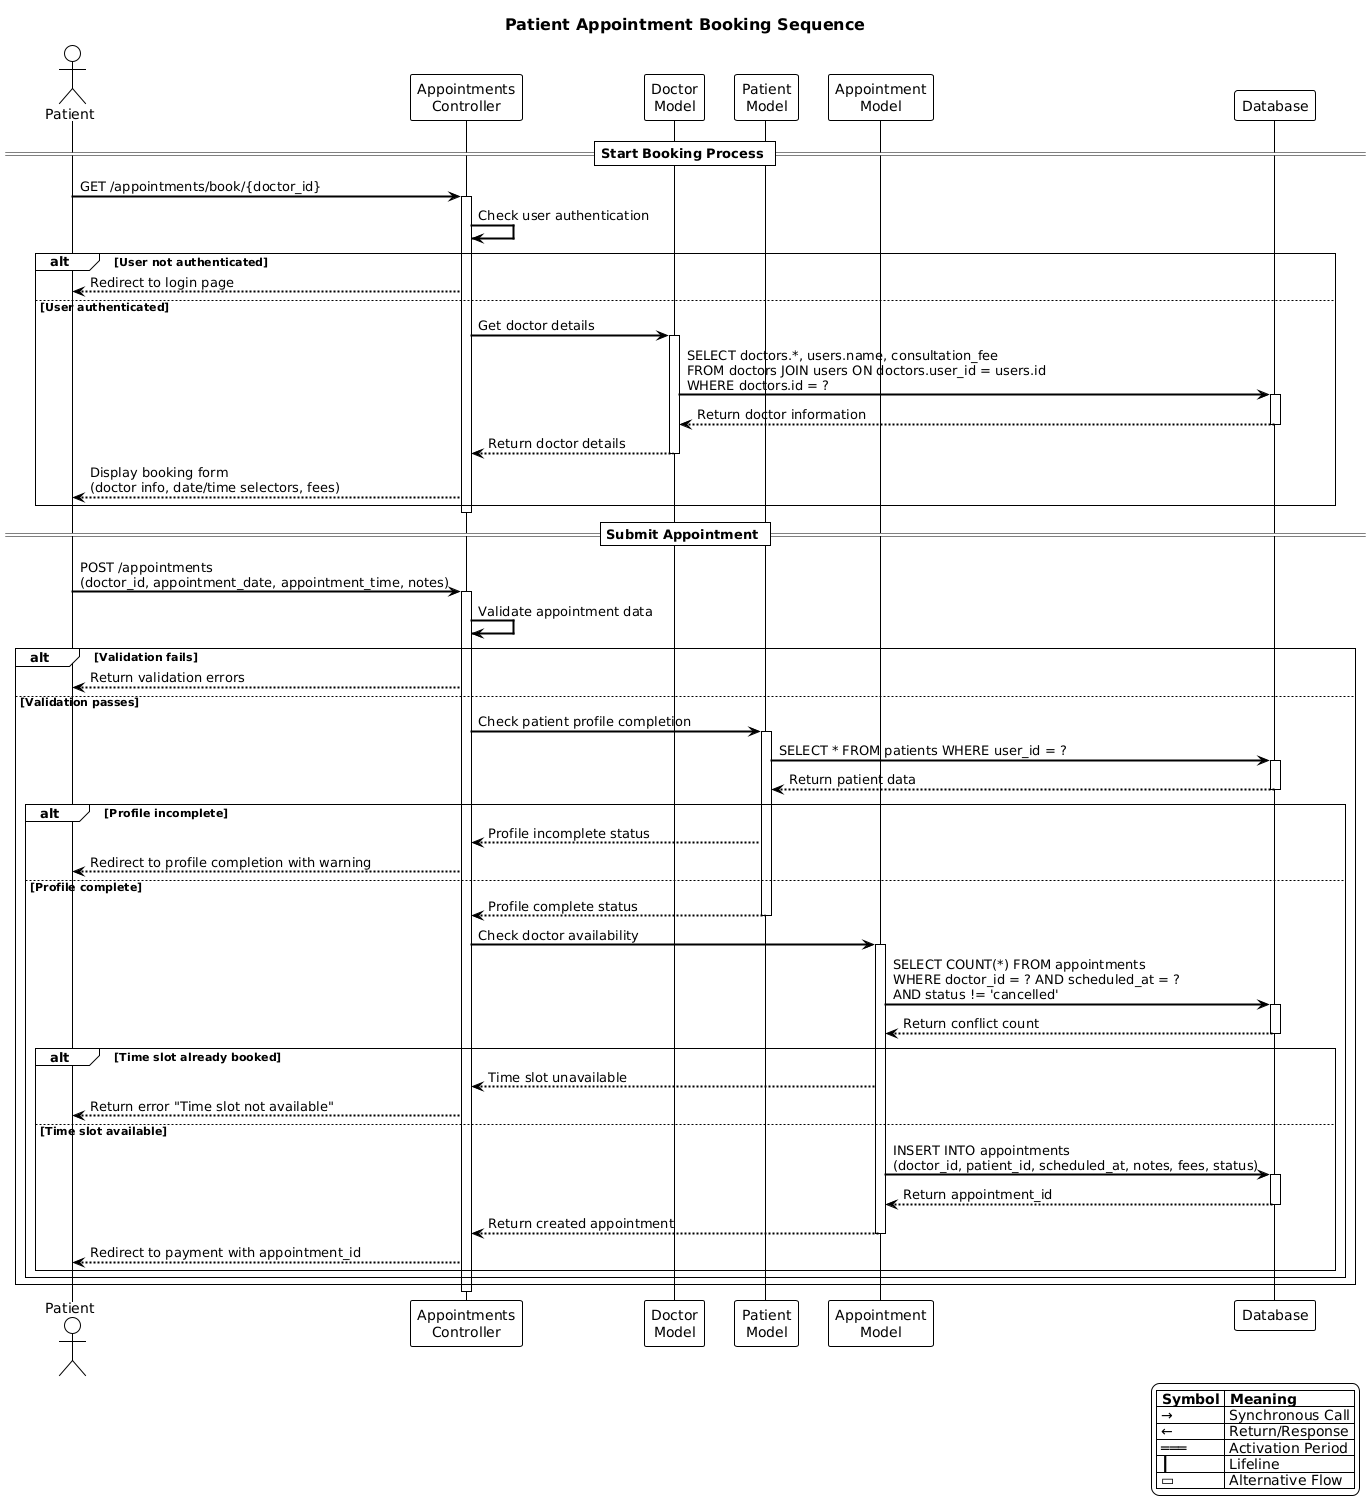 Patient Appointment Booking Sequence
Patient
Appointments
Controller
Doctor
Model
Patient
Model
Appointment
Model
Database
Start Booking Process
GET /appointments/book/{doctor_id}
Check user authentication
alt
[User not authenticated]
Redirect to login page
[User authenticated]
Get doctor details
SELECT doctors.*, users.name, consultation_fee
FROM doctors JOIN users ON doctors.user_id = users.id
WHERE doctors.id = ?
Return doctor information
Return doctor details
Display booking form
(doctor info, date/time selectors, fees)
Submit Appointment
POST /appointments
(doctor_id, appointment_date, appointment_time, notes)
Validate appointment data
alt
[Validation fails]
Return validation errors
[Validation passes]
Check patient profile completion
SELECT * FROM patients WHERE user_id = ?
Return patient data
alt
[Profile incomplete]
Profile incomplete status
Redirect to profile completion with warning
[Profile complete]
Profile complete status
Check doctor availability
SELECT COUNT(*) FROM appointments
WHERE doctor_id = ? AND scheduled_at = ?
AND status != 'cancelled'
Return conflict count
alt
[Time slot already booked]
Time slot unavailable
Return error "Time slot not available"
[Time slot available]
INSERT INTO appointments
(doctor_id, patient_id, scheduled_at, notes, fees, status)
Return appointment_id
Return created appointment
Redirect to payment with appointment_id
Patient
Appointments
Controller
Doctor
Model
Patient
Model
Appointment
Model
Database
Symbol Meaning
→ Synchronous Call
← Return/Response
═══ Activation Period
┃ Lifeline
▭ Alternative Flow